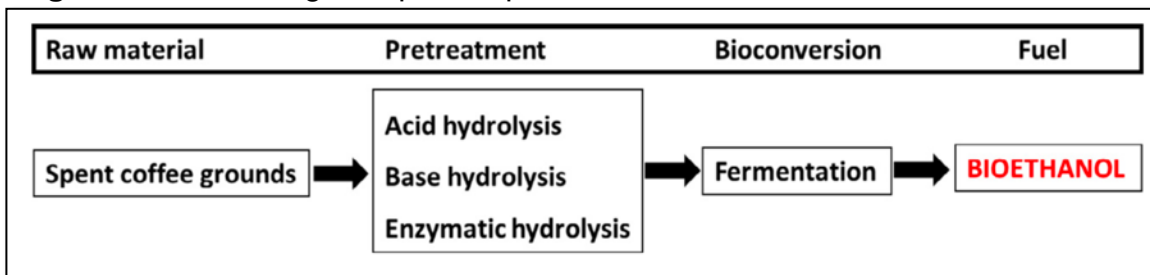 Raw material Pretreatment Bioconversion Fuel
Spent coffee grounds
Acid hydrolysis
Base hydrolysis
Enzymatic hydrolysis
Fermentation
BIOETHANOL